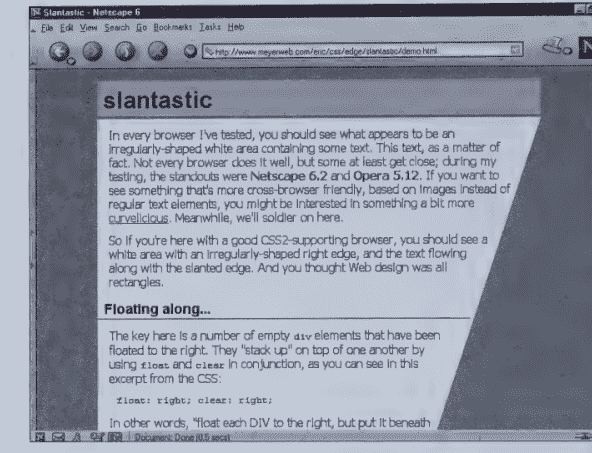 Slantastic - Netscape 6
File Edit View Search Go Bookmarks Tasks Help
http://www.meyerweb.com/eric/css/edge/slantastic/demo.html
N
slantastic
In every browser I've tested, you should see what appears to be an
irregularly-shaped white area containing some text. This text, as a matter of
fact. Not every browser does it well, but some at least get close; during my
testing, the standouts were Netscape 6.2 and Opera 5.12. If you want to
see something that's more cross-browser friendly, based on images instead of
regular text elements, you might be interested in something a bit more
curvelicious. Meanwhile, we'll soldier on here.
So if you're here with a good CSS2-supporting browser, you should see a
white area with an irregularly-shaped right edge, and the text flowing
along with the slanted edge. And you thought Web design was all
rectangles.
Floating along...
The key here is a number of empty div elements that have been
floated to the right. They "stack up" on top of one another by
using float and clear in conjunction, as you can see in this
excerpt from the CSS:
float: right; clear: right;
In other words, "float each DIV to the right, but put it beneath
Document: Done (0.5 secs)